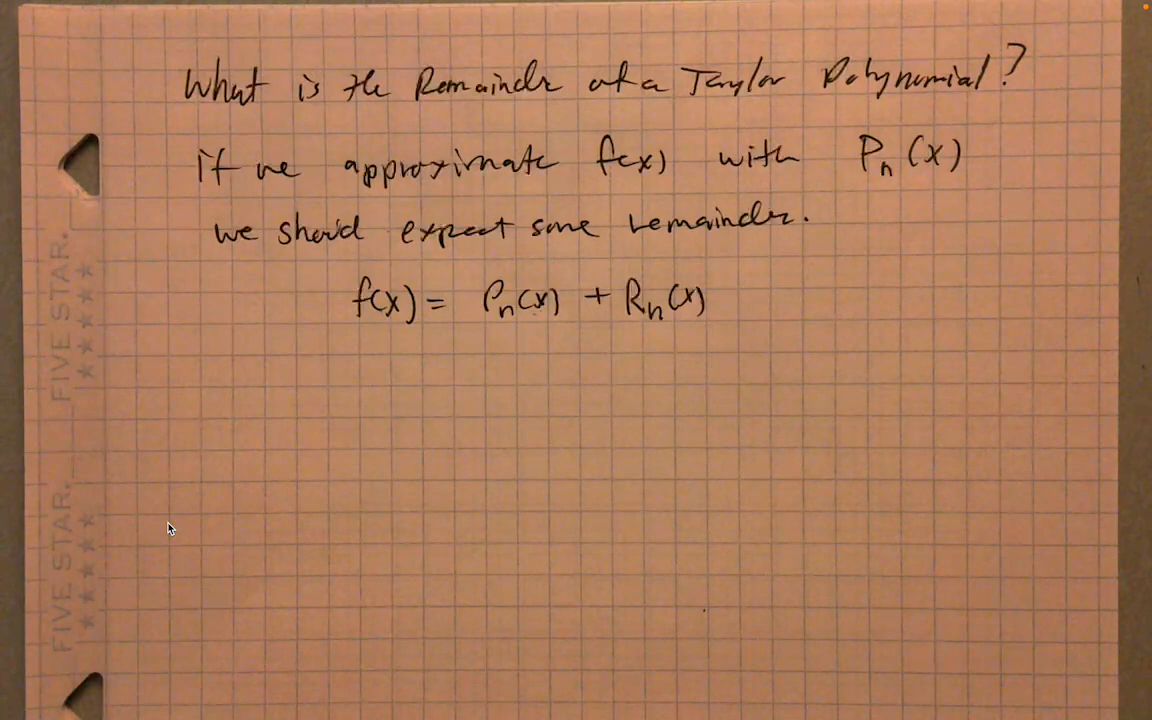 What is the Remainder of a Taylor Polynomial?
if we approximate f(x) with Pn(x)
we should expect some remainder.
f(x) = Pn(x) + Rn(x)
FIVE STAR.
FIVE STAR.